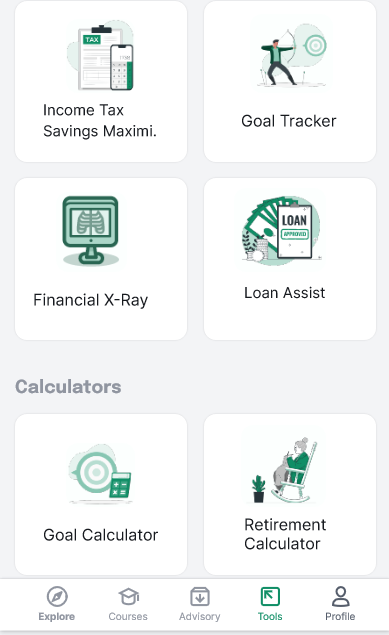 TAX
Income Tax
Savings Maximi.
Goal Tracker
LOAN
APPROVED
Financial X-Ray
Loan Assist
Calculators
Goal Calculator
Retirement
Calculator
Explore
Courses
Advisory
Tools
Profile